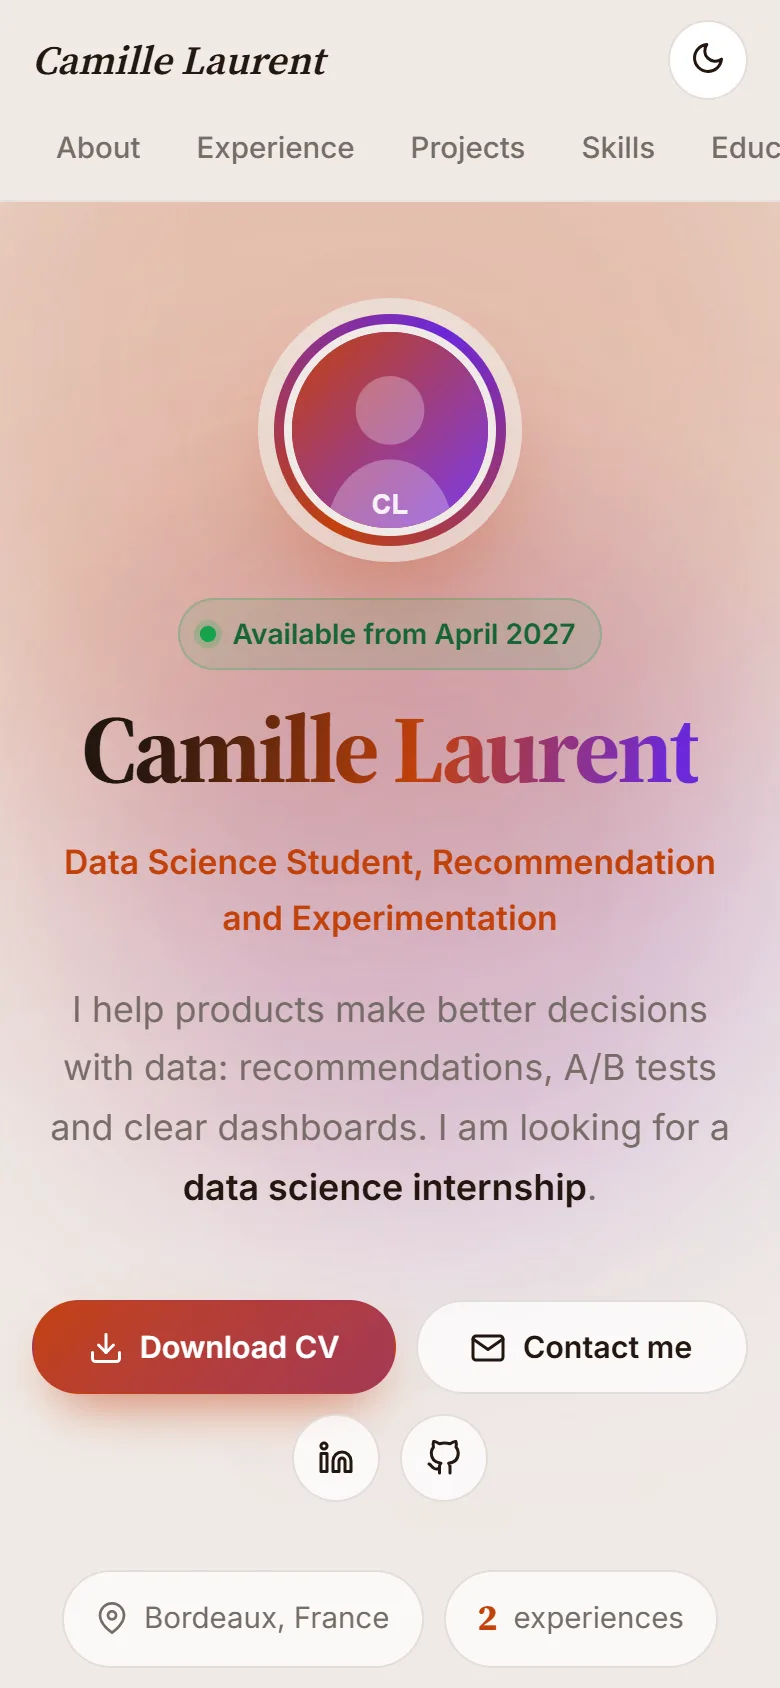 Camille Laurent
About Experience Projects Skills Educ
CL
Available from April 2027
Camille Laurent
Data Science Student, Recommendation
and Experimentation
I help products make better decisions
with data: recommendations, A/B tests
and clear dashboards. I am looking for a
data science internship.
Download CV
Contact me
Bordeaux, France
2 experiences